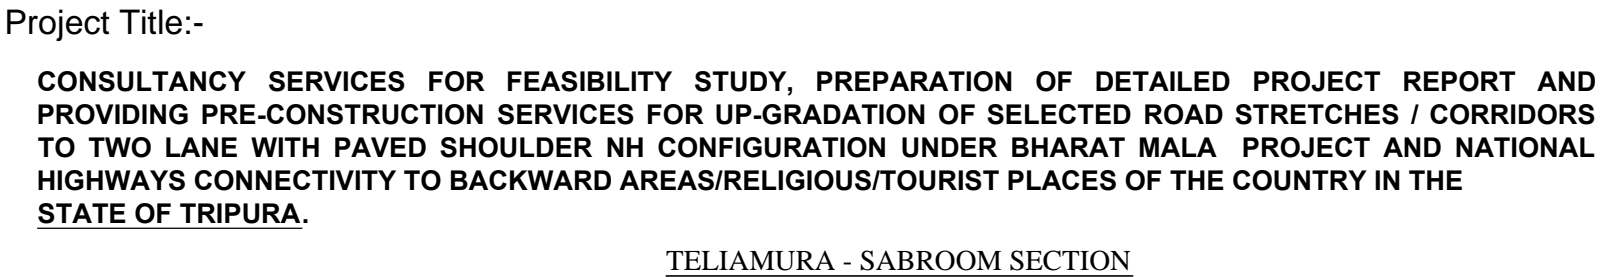 Project Title:-
CONSULTANCY SERVICES FOR FEASIBILITY STUDY, PREPARATION OF DETAILED PROJECT REPORT AND
PROVIDING PRE-CONSTRUCTION SERVICES FOR UP-GRADATION OF SELECTED ROAD STRETCHES / CORRIDORS
TO TWO LANE WITH PAVED SHOULDER NH CONFIGURATION UNDER BHARAT MALA PROJECT AND NATIONAL
HIGHWAYS CONNECTIVITY TO BACKWARD AREAS/RELIGIOUS/TOURIST PLACES OF THE COUNTRY IN THE
STATE OF TRIPURA.
TELIAMURA - SABROOM SECTION